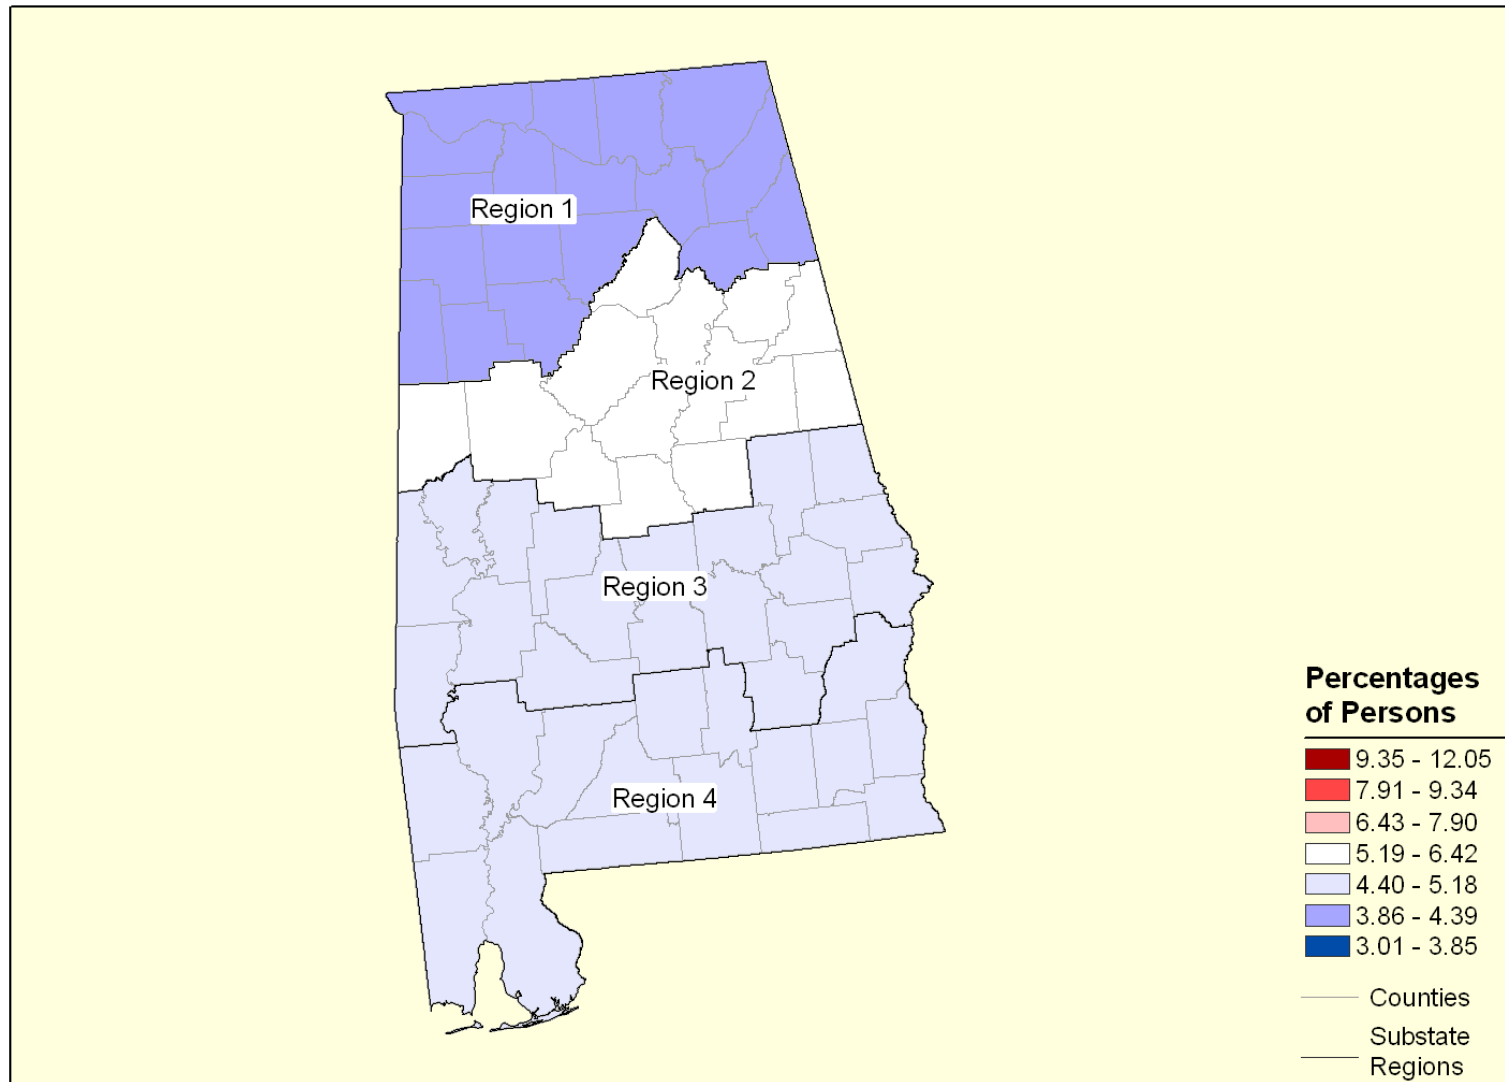 Region 1
Region 2
Region 3
Region 4
Percentages
of Persons
9.35 - 12.05
7.91 - 9.34
6.43 - 7.90
5.19 - 6.42
4.40 - 5.18
3.86 - 4.39
3.01 - 3.85
Counties
Substate
Regions